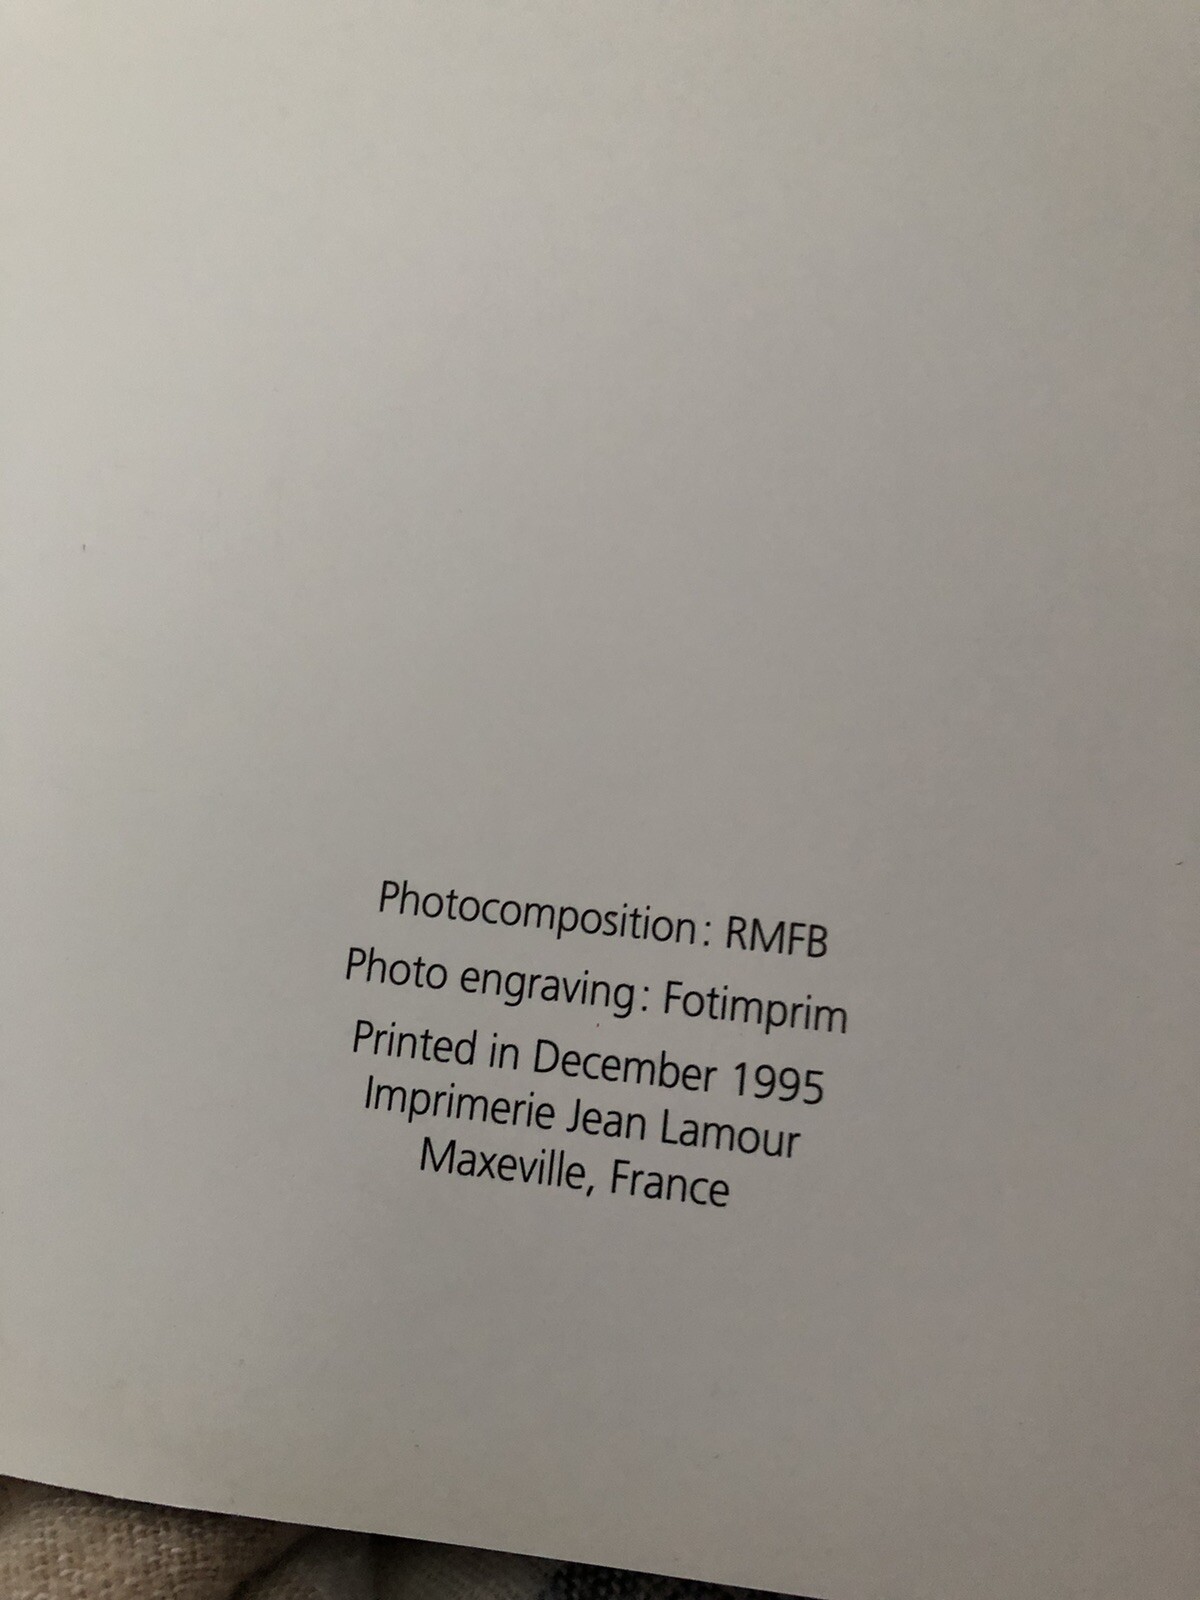 Photocomposition : RMFB
Photo engraving : Fotimprim
Printed in December 1995
Imprimerie Jean Lamour
Maxeville, France